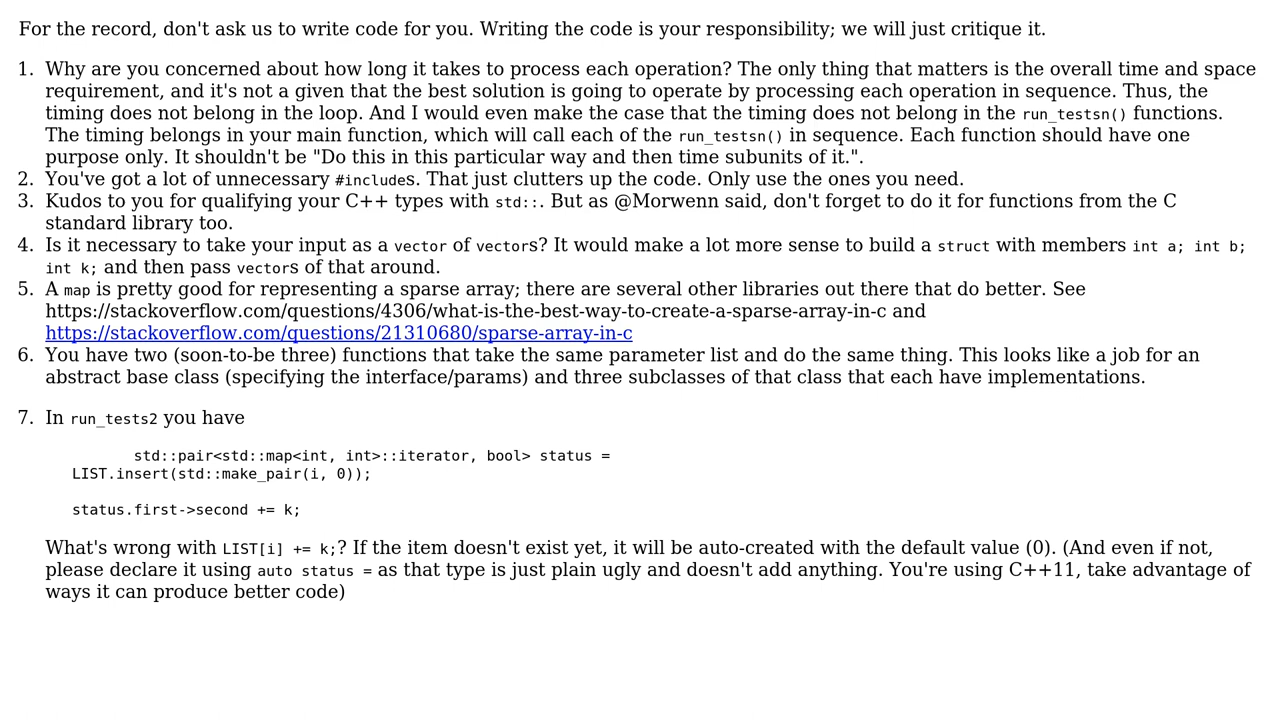 For the record, don't ask us to write code for you. Writing the code is your responsibility; we will just critique it.
1. Why are you concerned about how long it takes to process each operation? The only thing that matters is the overall time and space
requirement, and it's not a given that the best solution is going to operate by processing each operation in sequence. Thus, the
timing does not belong in the loop. And I would even make the case that the timing does not belong in the run_testsn() functions.
The timing belongs in your main function, which will call each of the run_testsn() in sequence. Each function should have one
purpose only. It shouldn't be "Do this in this particular way and then time subunits of it.".
2. You've got a lot of unnecessary #includes. That just clutters up the code. Only use the ones you need.
3. Kudos to you for qualifying your C++ types with std::. But as @Morwenn said, don't forget to do it for functions from the C
standard library too.
4. Is it necessary to take your input as a vector of vectors? It would make a lot more sense to build a struct with members int a; int b;
int k; and then pass vectors of that around.
5. A map is pretty good for representing a sparse array; there are several other libraries out there that do better. See
https://stackoverflow.com/questions/4306/what-is-the-best-way-to-create-a-sparse-array-in-c and
https://stackoverflow.com/questions/21310680/sparse-array-in-c
6. You have two (soon-to-be three) functions that take the same parameter list and do the same thing. This looks like a job for an
abstract base class (specifying the interface/params) and three subclasses of that class that each have implementations.
7. In run_tests2 you have
std::pair<std::map<int, int>::iterator, bool> status =
LIST.insert(std::make_pair(i, 0));
status.first->second += k;
What's wrong with LIST[i] += k;? If the item doesn't exist yet, it will be auto-created with the default value (0). (And even if not,
please declare it using auto status = as that type is just plain ugly and doesn't add anything. You're using C++11, take advantage of
ways it can produce better code)